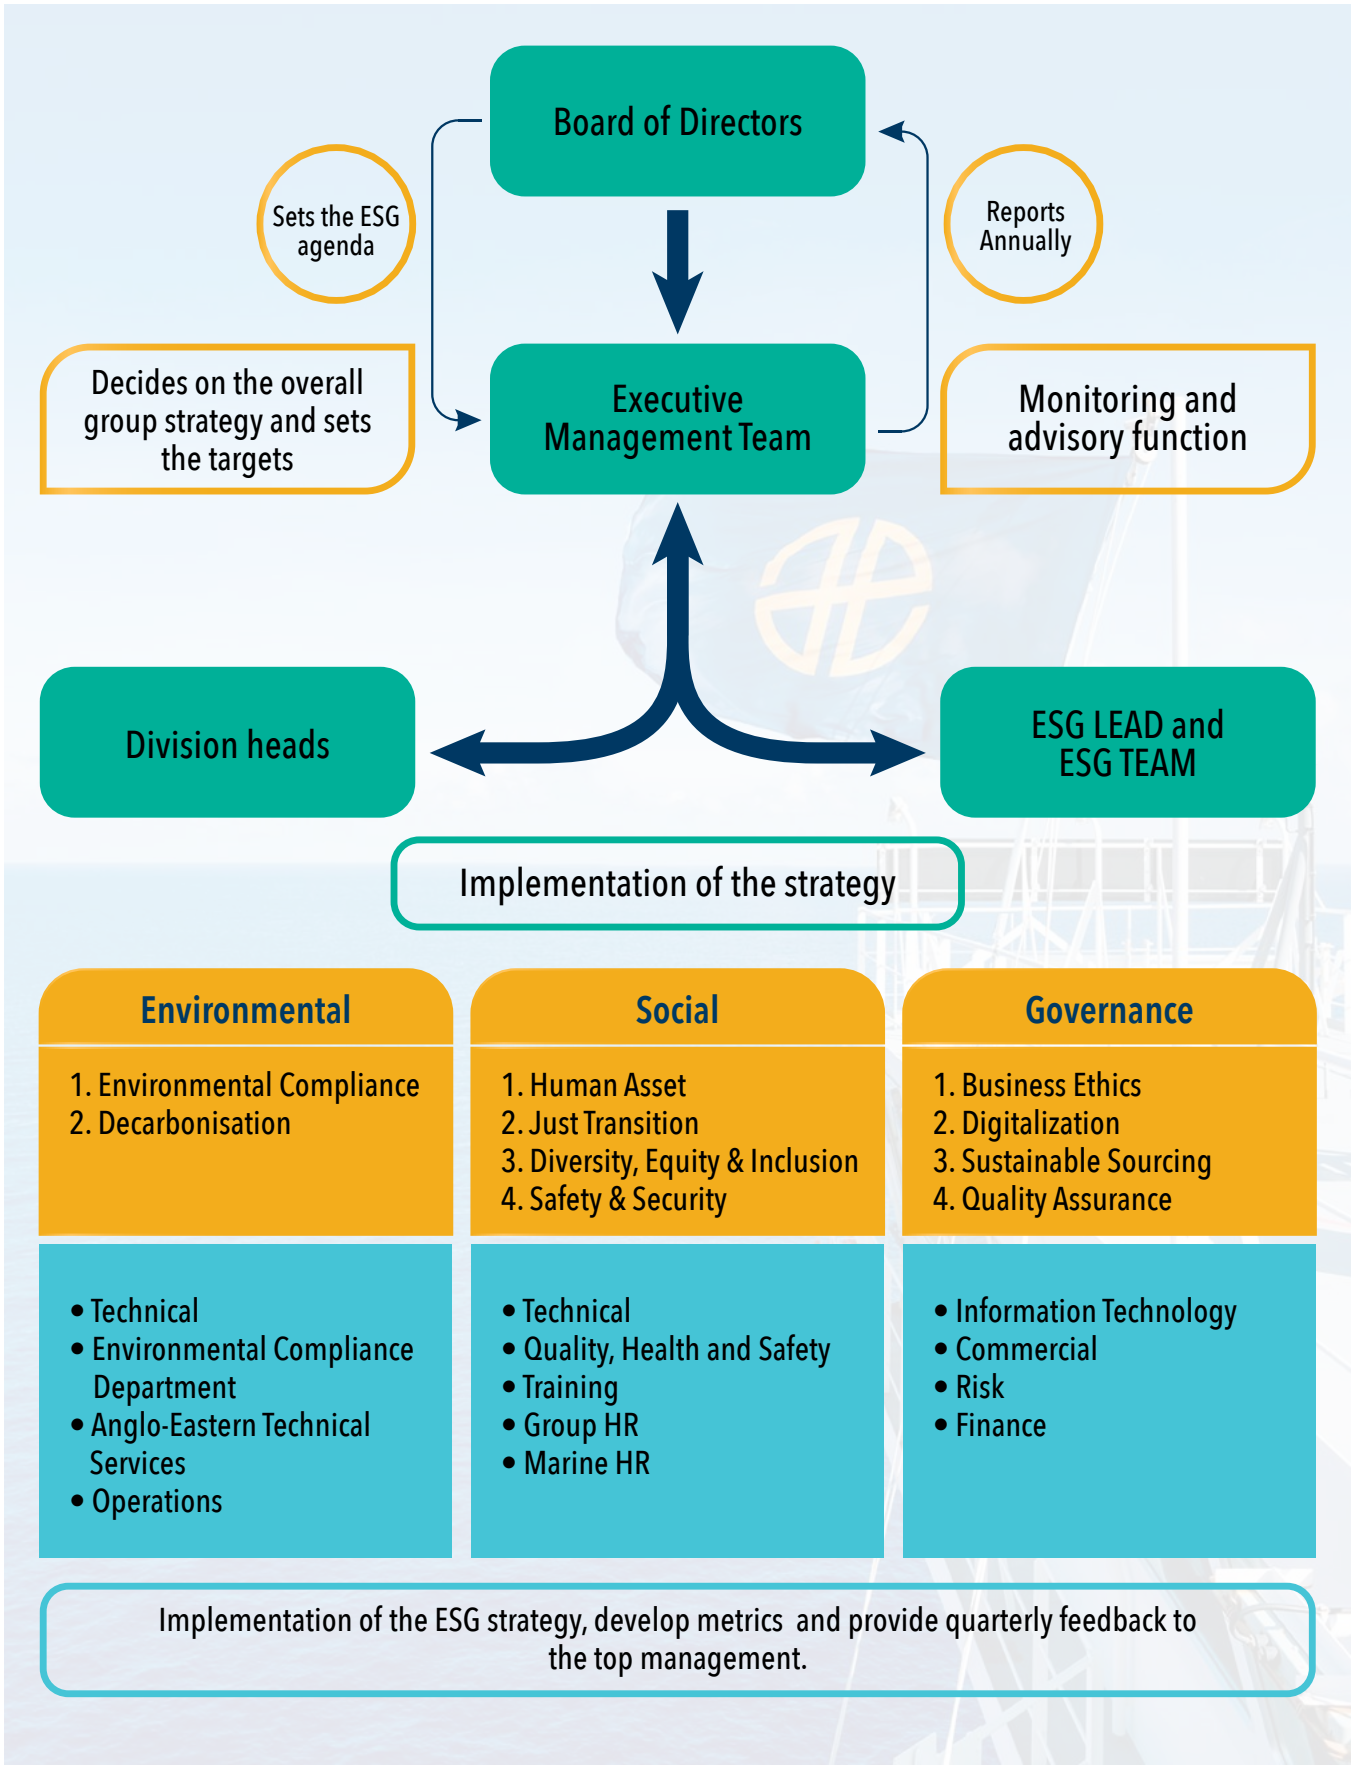 Board of Directors
Sets the ESG
agenda
Reports
Annually
Decides on the overall
group strategy and sets
the targets
Executive
Management Team
Monitoring and
advisory function
Division heads
ESG LEAD and
ESG TEAM
Implementation of the strategy
Environmental
1. Environmental Compliance
2. Decarbonisation
• Technical
• Environmental Compliance
Department
• Anglo-Eastern Technical
Services
• Operations
Social
1. Human Asset
2. Just Transition
3. Diversity, Equity & Inclusion
4. Safety & Security
• Technical
• Quality, Health and Safety
• Training
• Group HR
• Marine HR
Governance
1. Business Ethics
2. Digitalization
3. Sustainable Sourcing
4. Quality Assurance
• Information Technology
• Commercial
• Risk
• Finance
Implementation of the ESG strategy, develop metrics and provide quarterly feedback to
the top management.